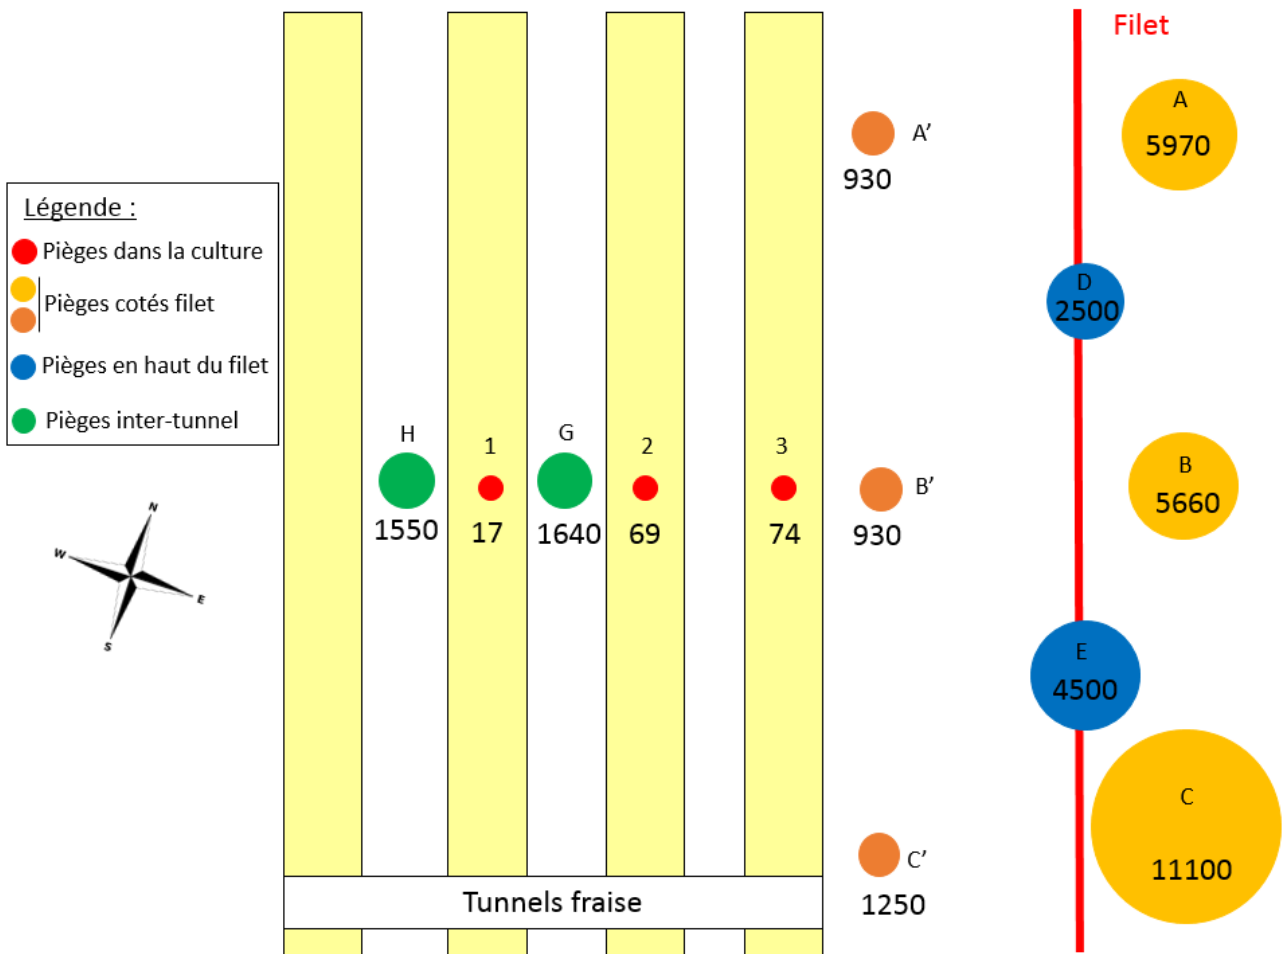 Filet
A
5970
A’
930
Légende :
Pièges dans la culture
Pièges cotés filet
Pièges en haut du filet
Pièges inter-tunnel
D
2500
H
1
G
2
3
B’
B
5660
1550
17
1640
69
74
930
N
W
E
S
E
4500
C
11100
C’
1250
Tunnels fraise